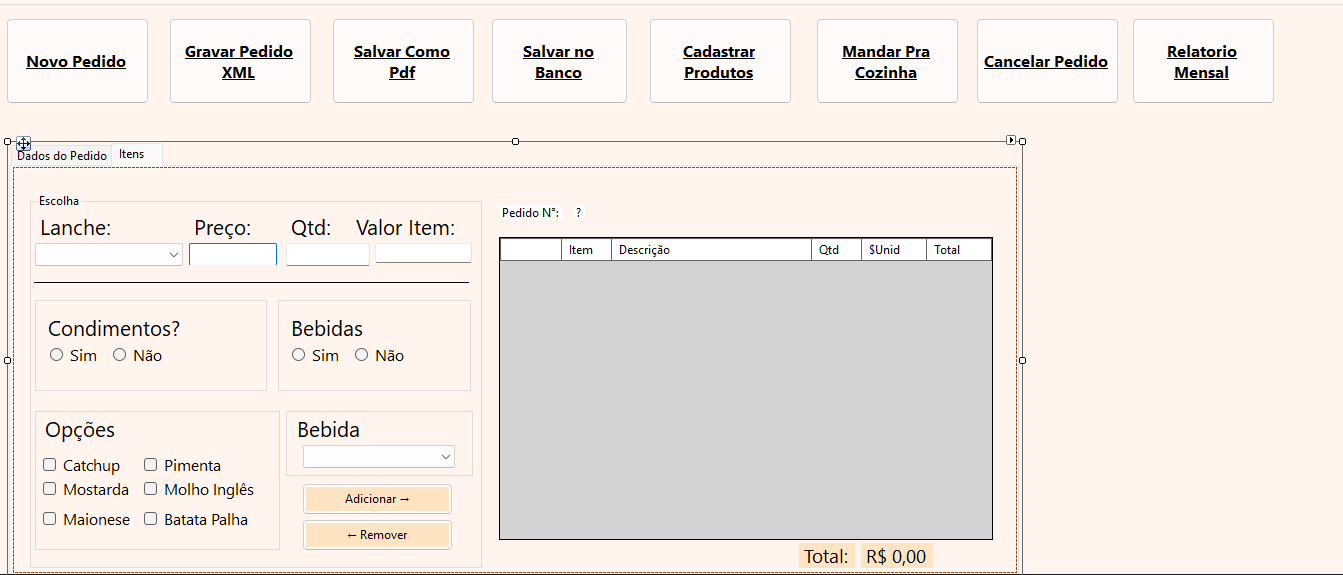 Novo Pedido
Gravar Pedido
XML
Salvar Como
Pdf
Salvar no
Banco
Cadastrar
Produtos
Mandar Pra
Cozinha
Cancelar Pedido
Relatorio
Mensal
Dados do Pedido
Itens
Escolha
Lanche: Preço: Qtd: Valor Item:
Condimentos?
Sim Não
Bebidas
Sim Não
Opções
Catchup Pimenta
Mostarda Molho Inglês
Maionese Batata Palha
Bebida
Adicionar →
← Remover
Pedido N°: ?
Item Descrição Qtd $Unid Total
Total: R$ 0,00